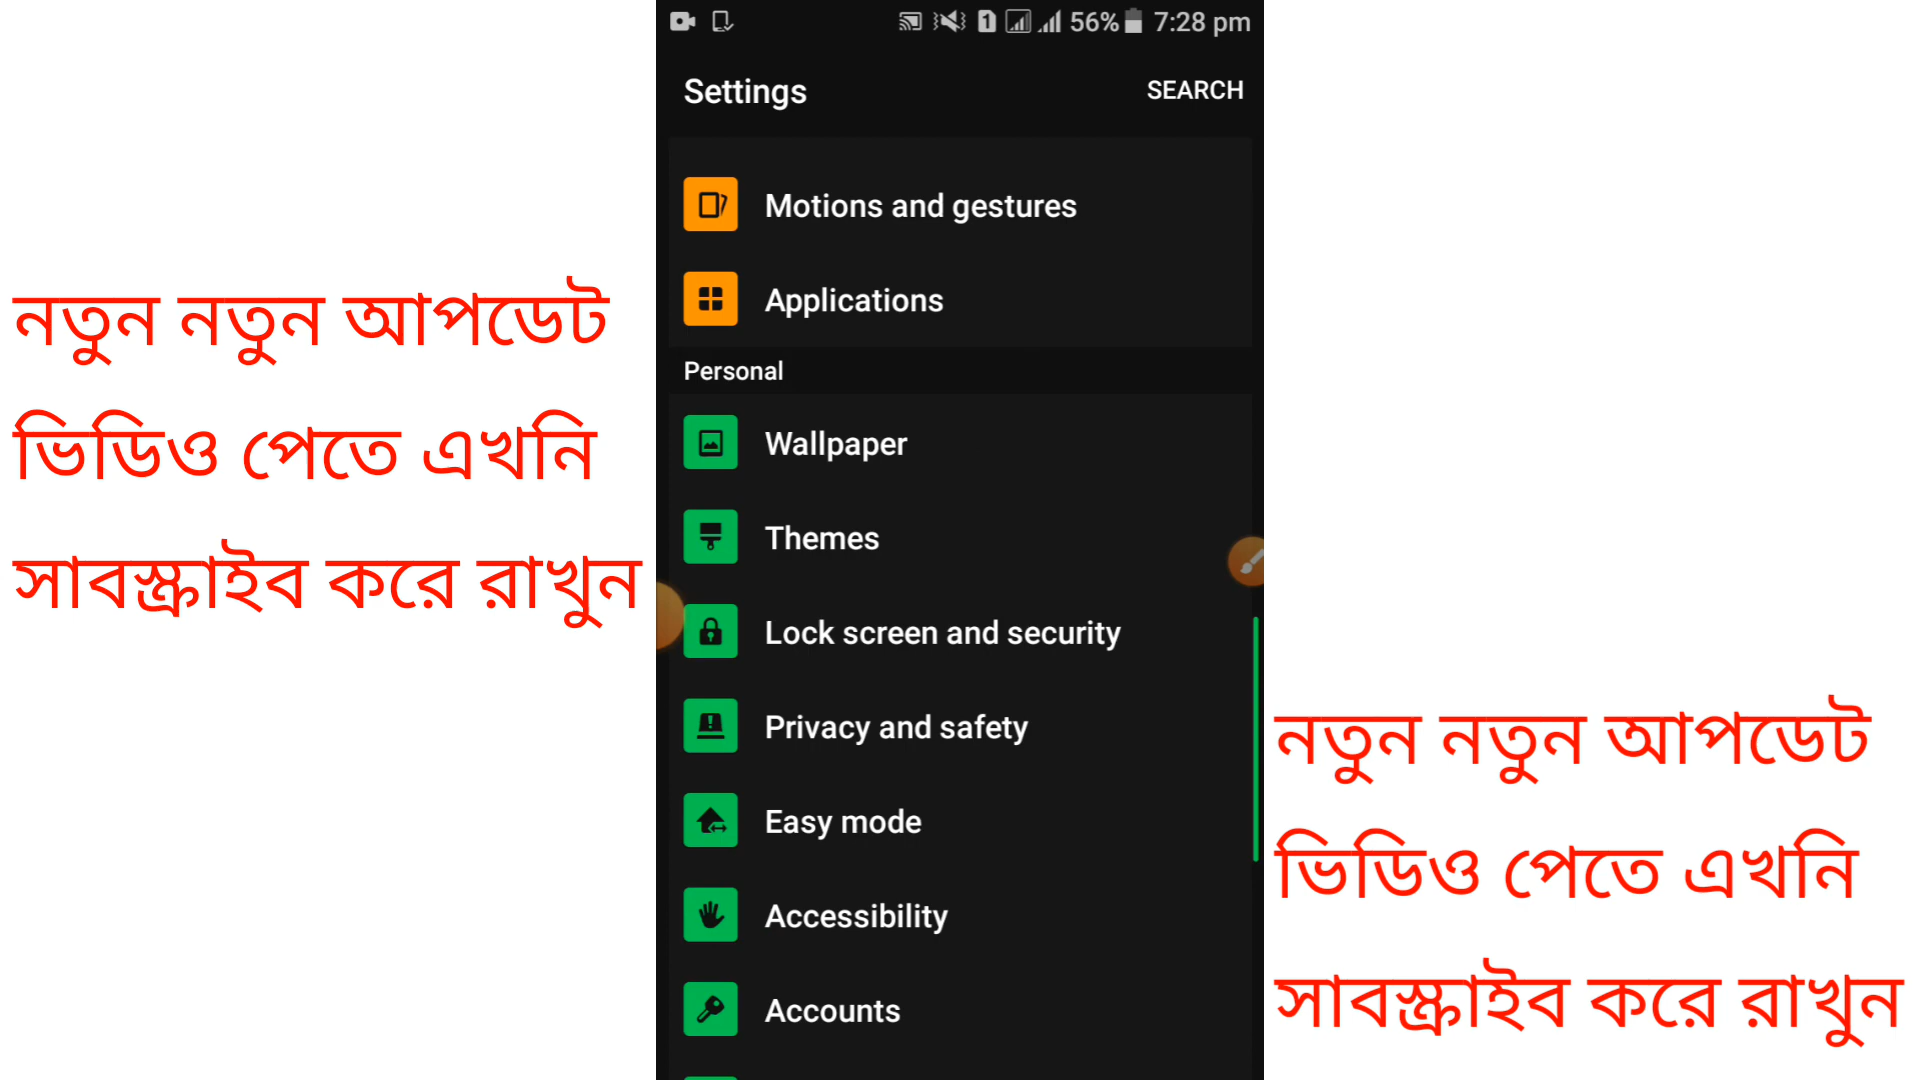 নতুন নতুন আপডেট
ভিডিও পেতে এখনি
সাবস্ক্রাইব করে রাখুন
1 56% 7:28 pm
Settings SEARCH
Motions and gestures
Applications
Personal
Wallpaper
Themes
Lock screen and security
Privacy and safety
Easy mode
Accessibility
Accounts
নতুন নতুন আপডেট
ভিডিও পেতে এখনি
সাবস্ক্রাইব করে রাখুন